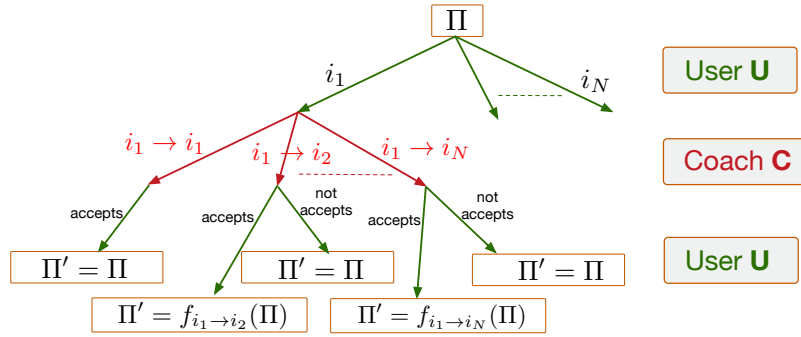 Π
i₁
i_N
User U
i₁ → i₁
i₁ → i₂
i₁ → i_N
Coach C
accepts
accepts
not
accepts
accepts
not
accepts
User U
Π′ = Π
Π′ = Π
Π′ = Π
Π′ = f_{i₁→i₂}(Π)
Π′ = f_{i₁→i_N}(Π)